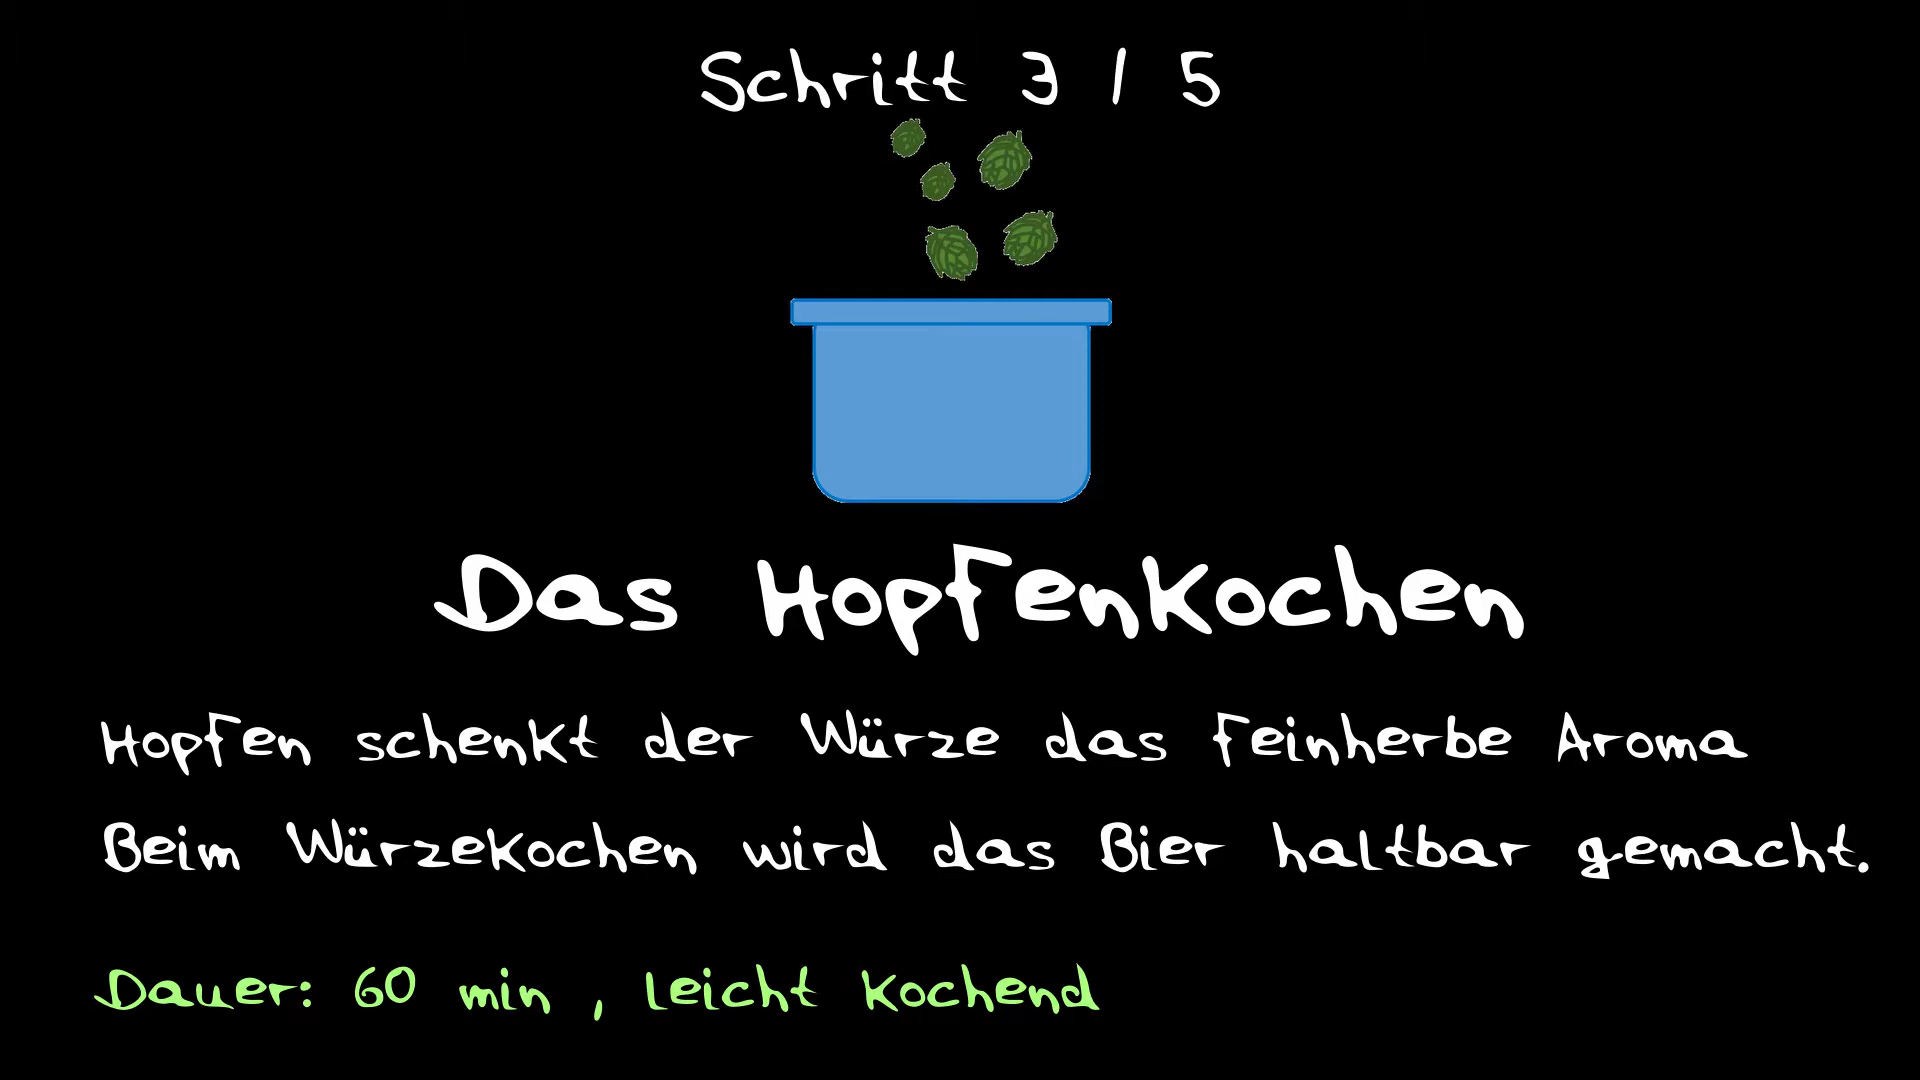 Schritt 3 / 5
Das Hopfenkochen
Hopfen schenkt der Würze das feinherbe Aroma
Beim Würzekochen wird das Bier haltbar gemacht.
Dauer: 60 min , leicht kochend